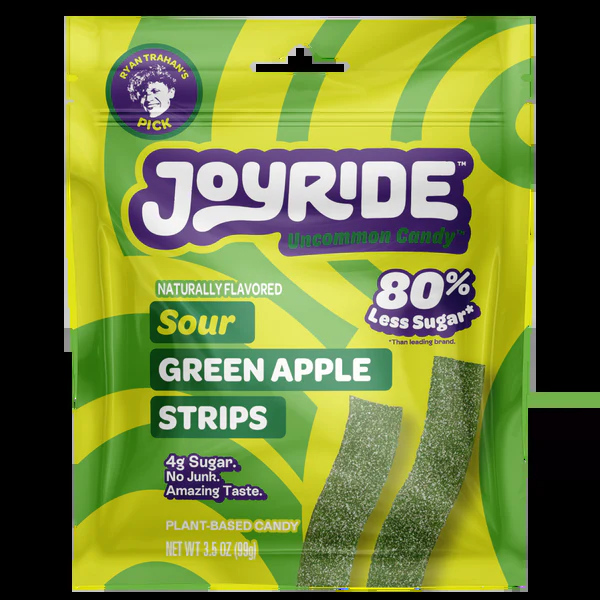 RYAN TRAHAN'S
PICK
JOYRIDE™
Uncommon Candy™
NATURALLY FLAVORED
80%
Less Sugar*
*Than leading brand.
Sour
GREEN APPLE
STRIPS
4g Sugar.
No Junk.
Amazing Taste.
PLANT-BASED CANDY
NET WT 3.5 OZ (99g)